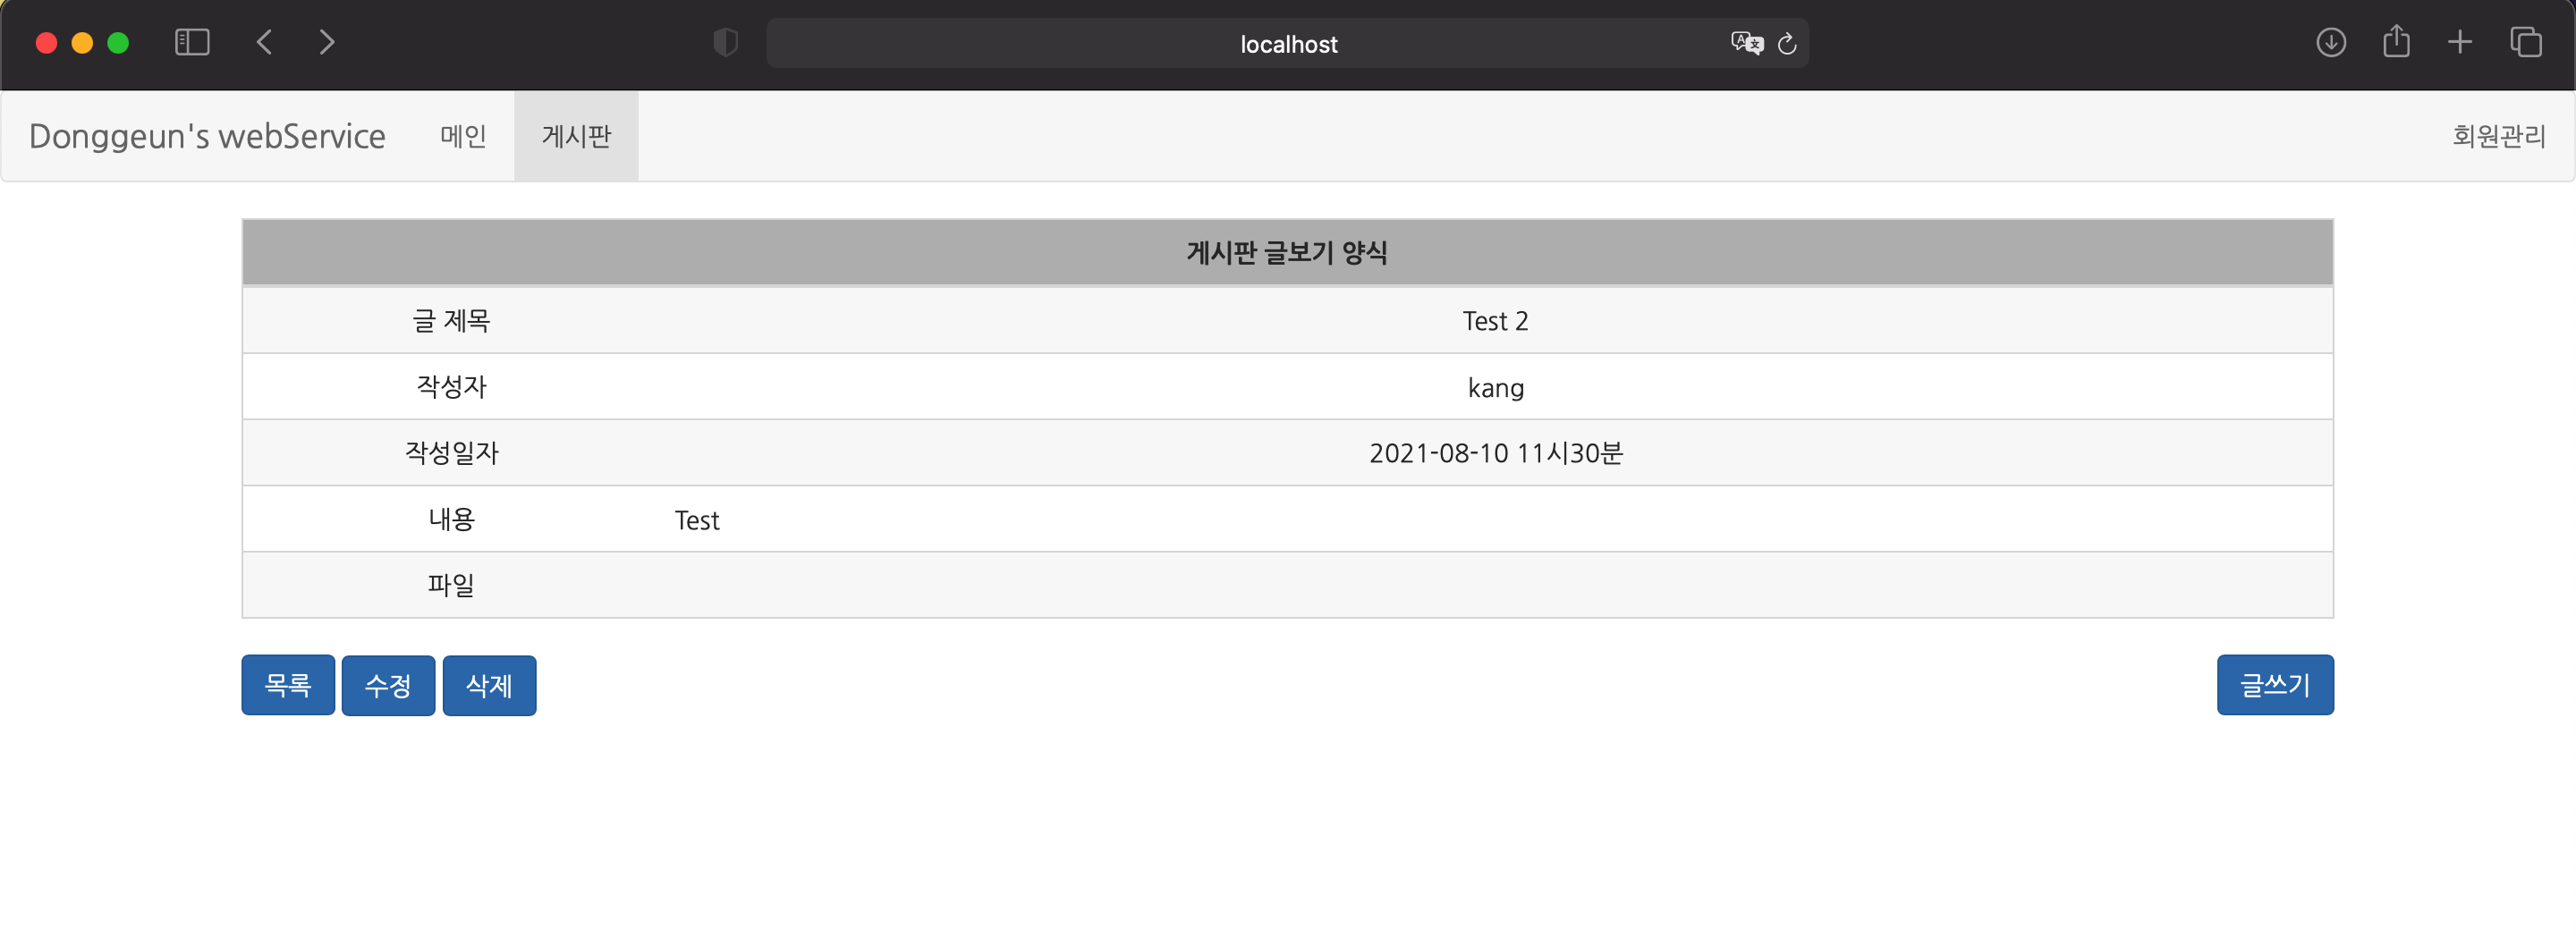 localhost
Donggeun's webService 메인 게시판 회원관리
게시판 글보기 양식
글 제목 Test 2
작성자 kang
작성일자 2021-08-10 11시30분
내용 Test
파일
목록 수정 삭제 글쓰기